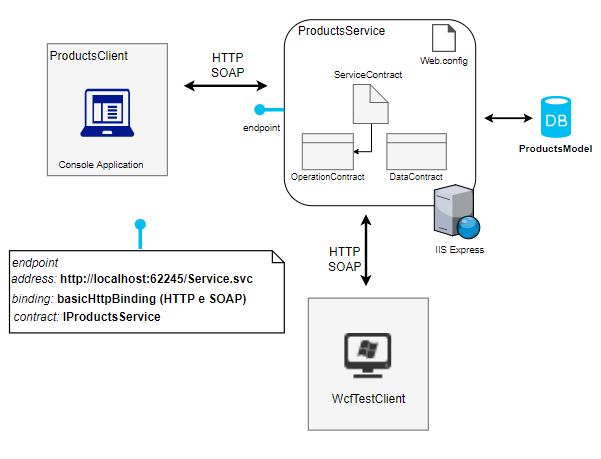 ProductsClient
Console Application
HTTP
SOAP
ProductsService
Web.config
ServiceContract
endpoint
OperationContract
DataContract
DB
ProductsModel
IIS Express
endpoint
address: http://localhost:62245/Service.svc
binding: basicHttpBinding (HTTP e SOAP)
contract: IProductsService
HTTP
SOAP
WcfTestClient